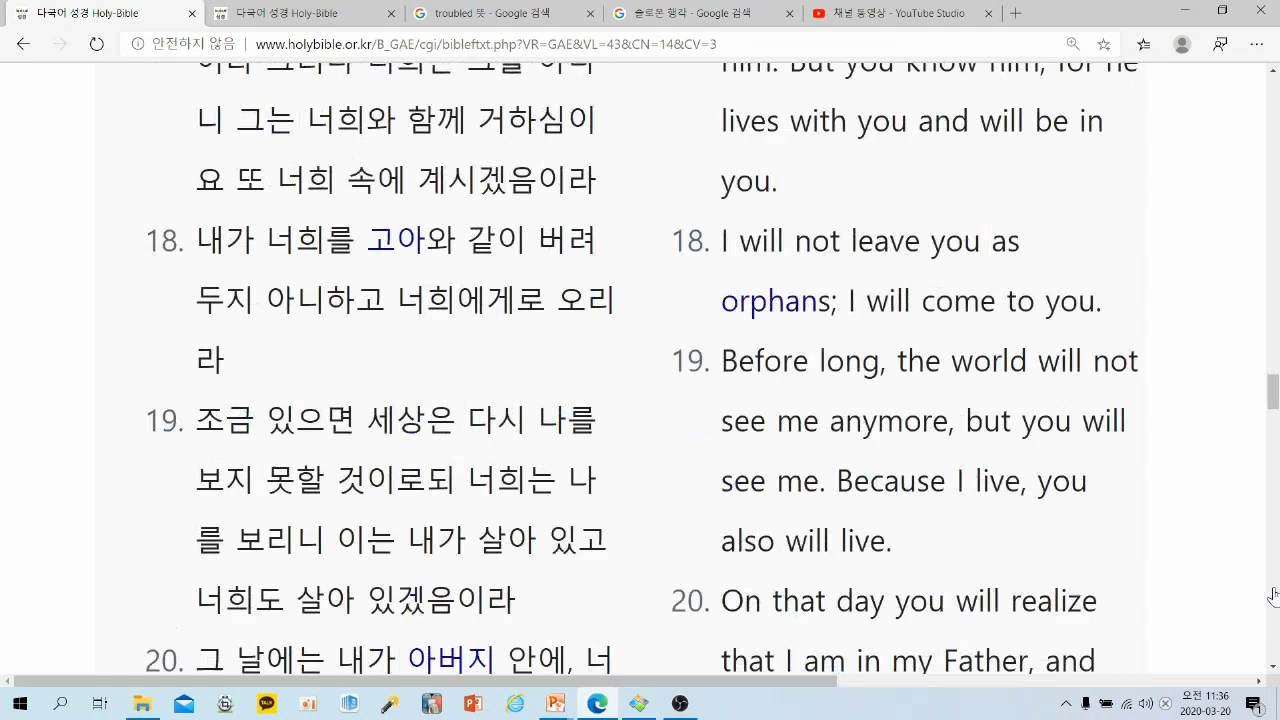 다국어 성경 Holy-Bible
다국어 성경 Holy-Bible
troubled 뜻 - Google 검색
솔로몬 행각 - Google 검색
채널 동영상 - YouTube Studio
안전하지 않음
www.holybible.or.kr/B_GAE/cgi/bibleftxt.php?VR=GAE&VL=43&CN=14&CV=3
니 그는 너희와 함께 거하심이
요 또 너희 속에 계시겠음이라
18. 내가 너희를 고아와 같이 버려
두지 아니하고 너희에게로 오리
라
19. 조금 있으면 세상은 다시 나를
보지 못할 것이로되 너희는 나
를 보리니 이는 내가 살아 있고
너희도 살아 있겠음이라
20. 그 날에는 내가 아버지 안에, 너
him. But you know him, for he
lives with you and will be in
you.
18. I will not leave you as
orphans; I will come to you.
19. Before long, the world will not
see me anymore, but you will
see me. Because I live, you
also will live.
20. On that day you will realize
that I am in my Father, and
TALK
오전 11:36
2020-03-20